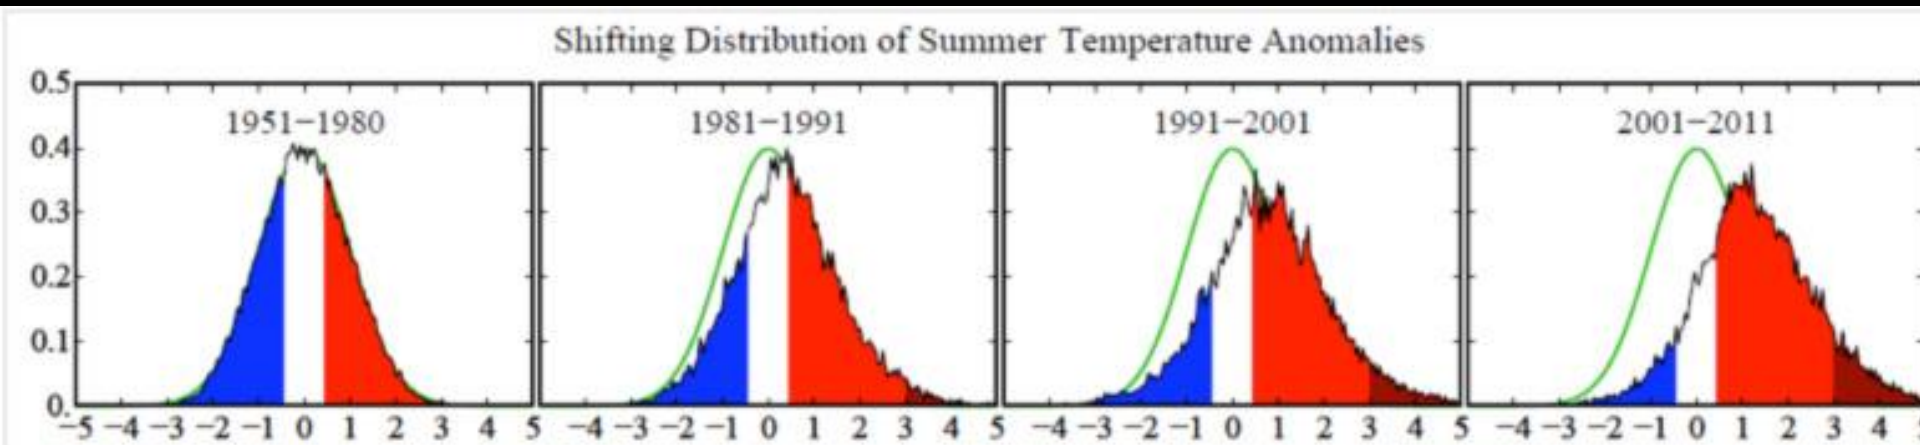 Shifting Distribution of Summer Temperature Anomalies
1951−1980 1981−1991 1991−2001 2001−2011
0.5
0.4
0.3
0.2
0.1
0.
−5 −4 −3 −2 −1 0 1 2 3 4 5 −4 −3 −2 −1 0 1 2 3 4 5 −4 −3 −2 −1 0 1 2 3 4 5 −4 −3 −2 −1 0 1 2 3 4